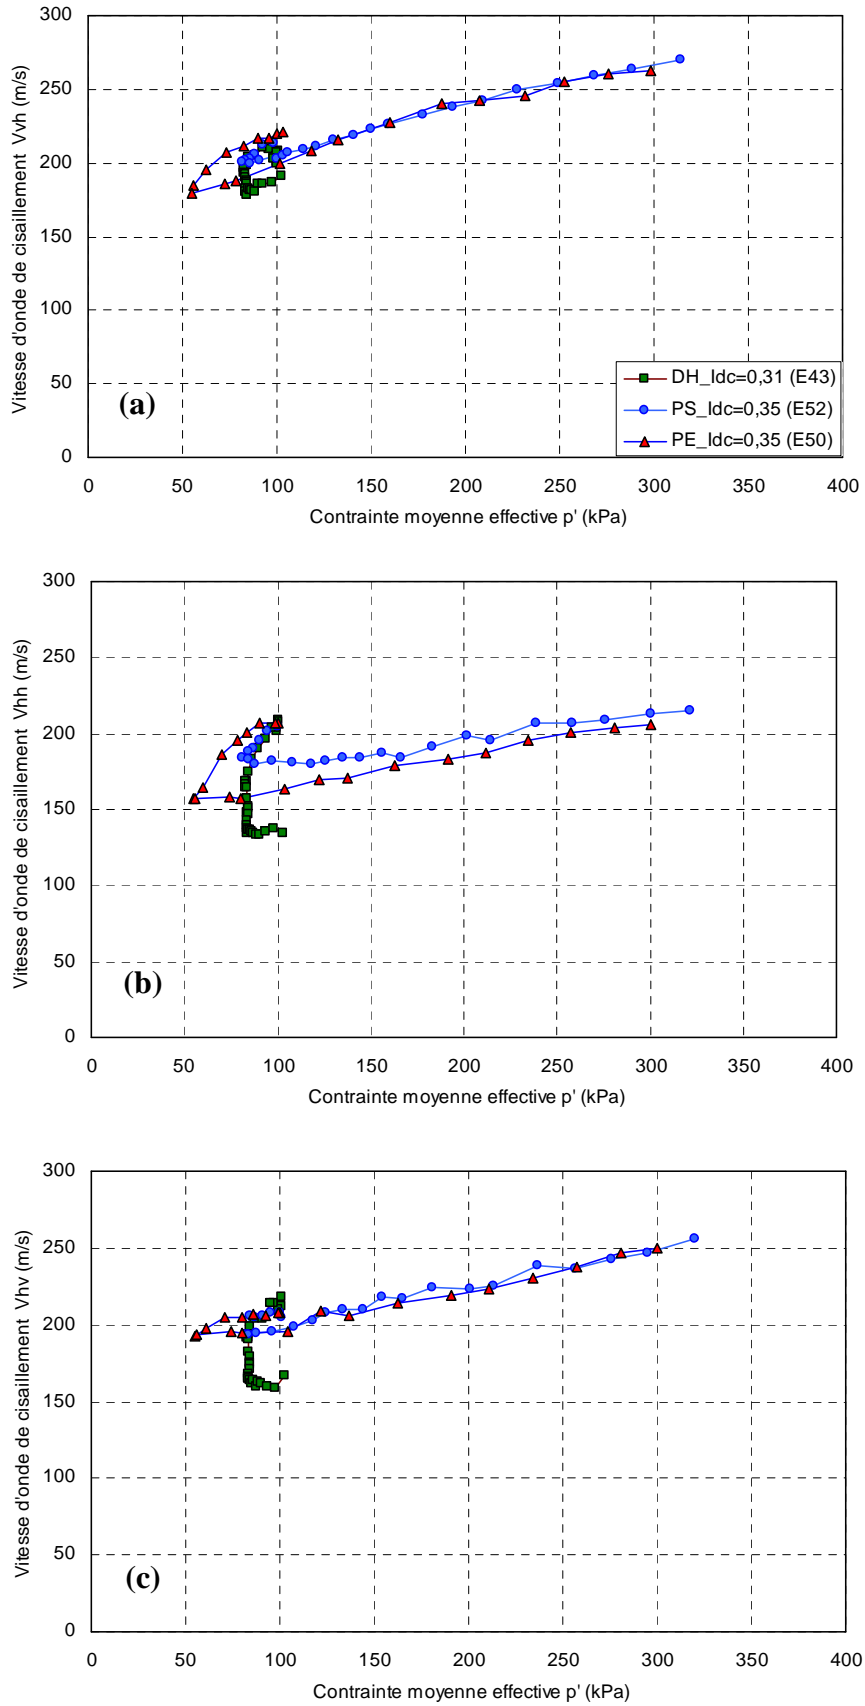 300
250
200
150
100
50
0
Vitesse d'onde de cisaillement Vvh (m/s)
(a)
DH_Idc=0,31 (E43)
PS_Idc=0,35 (E52)
PE_Idc=0,35 (E50)
0 50 100 150 200 250 300 350 400
Contrainte moyenne effective p' (kPa)
300
250
200
150
100
50
0
Vitesse d'onde de cisaillement Vhh (m/s)
(b)
0 50 100 150 200 250 300 350 400
Contrainte moyenne effective p' (kPa)
300
250
200
150
100
50
0
Vitesse d'onde de cisaillement Vhv (m/s)
(c)
0 50 100 150 200 250 300 350 400
Contrainte moyenne effective p' (kPa)